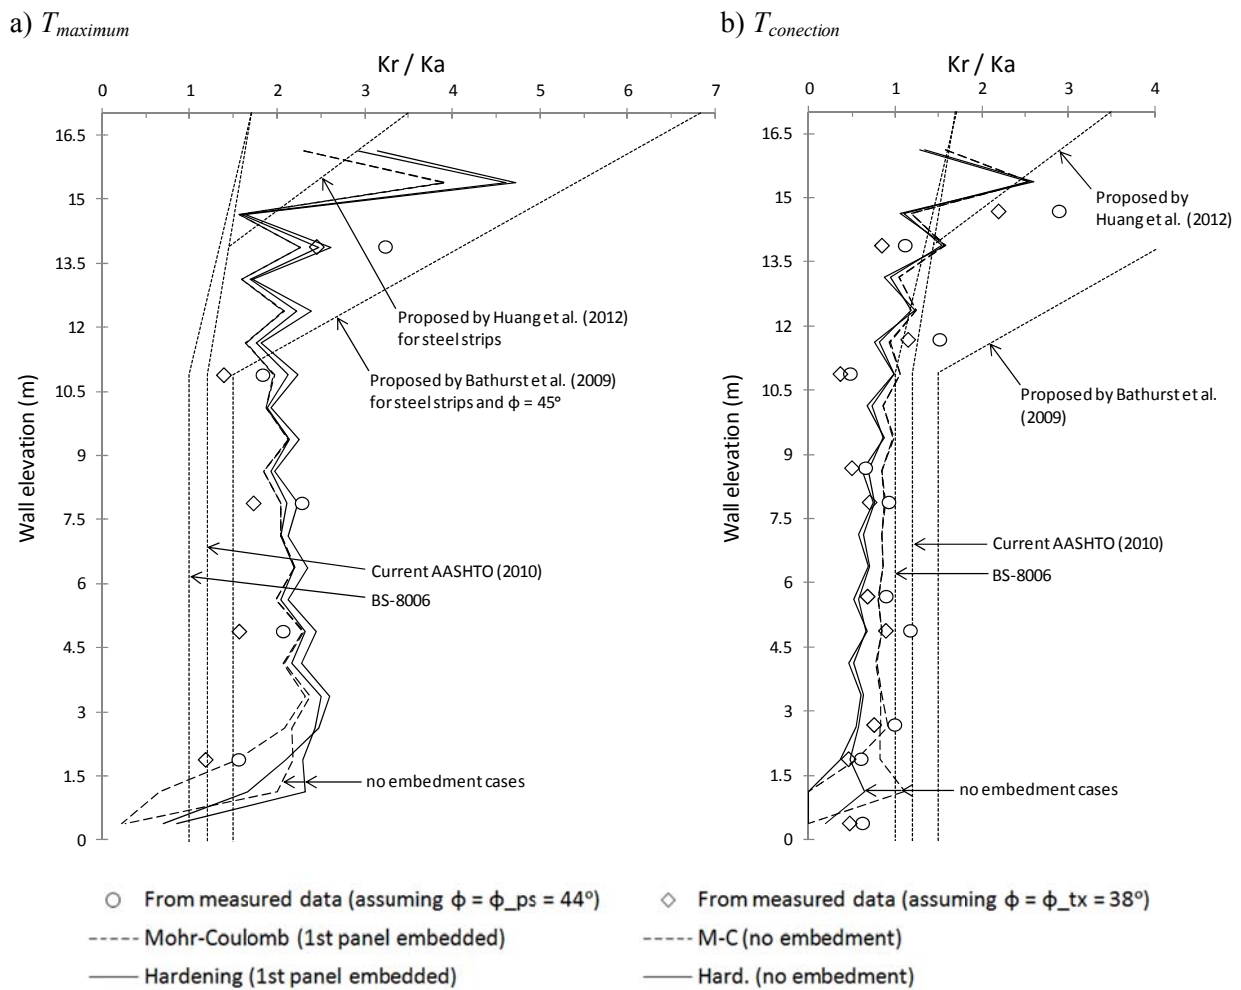 a) Tmaximum
b) Tconection
Kr / Ka
0 1 2 3 4 5 6 7
Kr / Ka
0 1 2 3 4
Wall elevation (m)
16.5
15
13.5
12
10.5
9
7.5
6
4.5
3
1.5
0
Proposed by Huang et al. (2012)
for steel strips
Proposed by Bathurst et al. (2009)
for steel strips and ϕ = 45º
Current AASHTO (2010)
BS-8006
no embedment cases
Wall elevation (m)
16.5
15
13.5
12
10.5
9
7.5
6
4.5
3
1.5
0
Proposed by
Huang et al. (2012)
Proposed by Bathurst et al.
(2009)
Current AASHTO (2010)
BS-8006
no embedment cases
From measured data (assuming ϕ = ϕ_ps = 44º)
From measured data (assuming ϕ = ϕ_tx = 38º)
Mohr-Coulomb (1st panel embedded)
M-C (no embedment)
Hardening (1st panel embedded)
Hard. (no embedment)